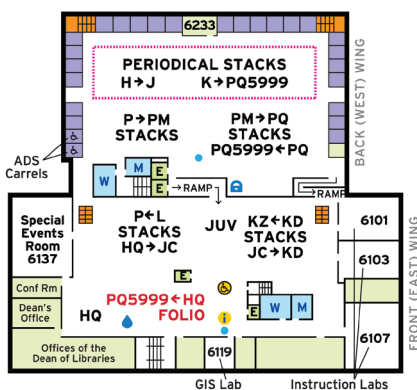 6233
PERIODICAL STACKS
H→J K→PQ5999
P→PM
STACKS
PM→PQ
STACKS
PQ5999←PQ
BACK (WEST) WING
ADS
Carrels
W
M
E
E
→RAMP
RAMP
Special
Events
Room
6137
P←L
STACKS
HQ→JC
JUV
KZ←KD
STACKS
JC→KD
6101
6103
FRONT (EAST) WING
Conf Rm
E
PQ5999←HQ
FOLIO
Dean's
Office
HQ
i
E
W
M
Offices of the
Dean of Libraries
6119
6107
GIS Lab
Instruction Labs